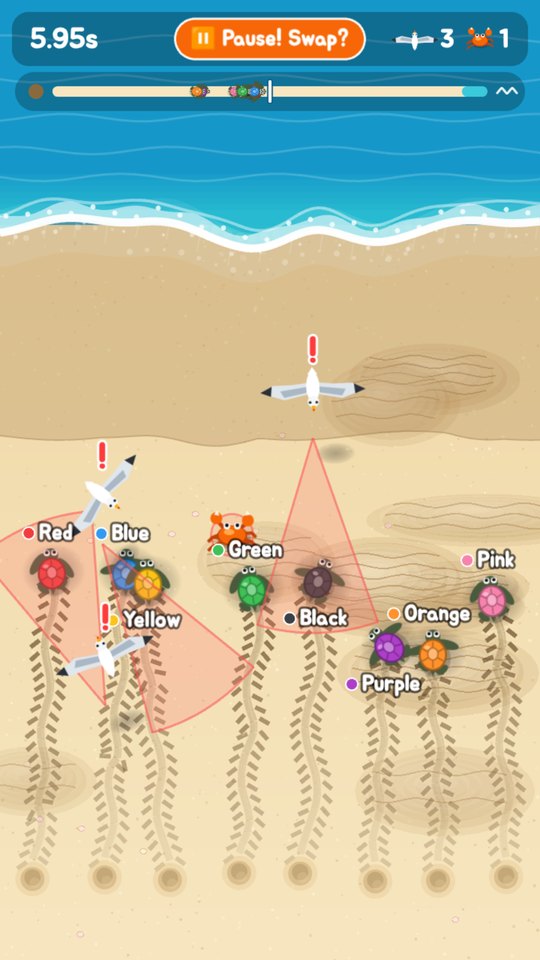 5.95s
Pause! Swap?
3
1
!
!
Red
Blue
Green
Pink
!
Yellow
Black
Orange
Purple